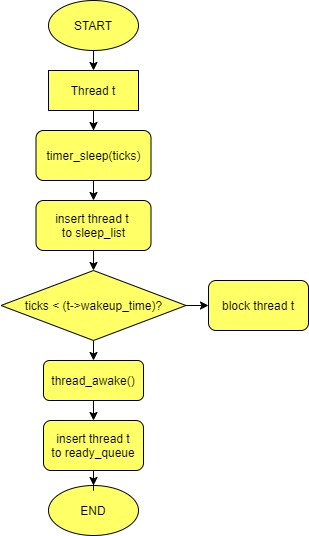 START
Thread t
timer_sleep(ticks)
insert thread t
to sleep_list
ticks < (t->wakeup_time)?
block thread t
thread_awake()
insert thread t
to ready_queue
END